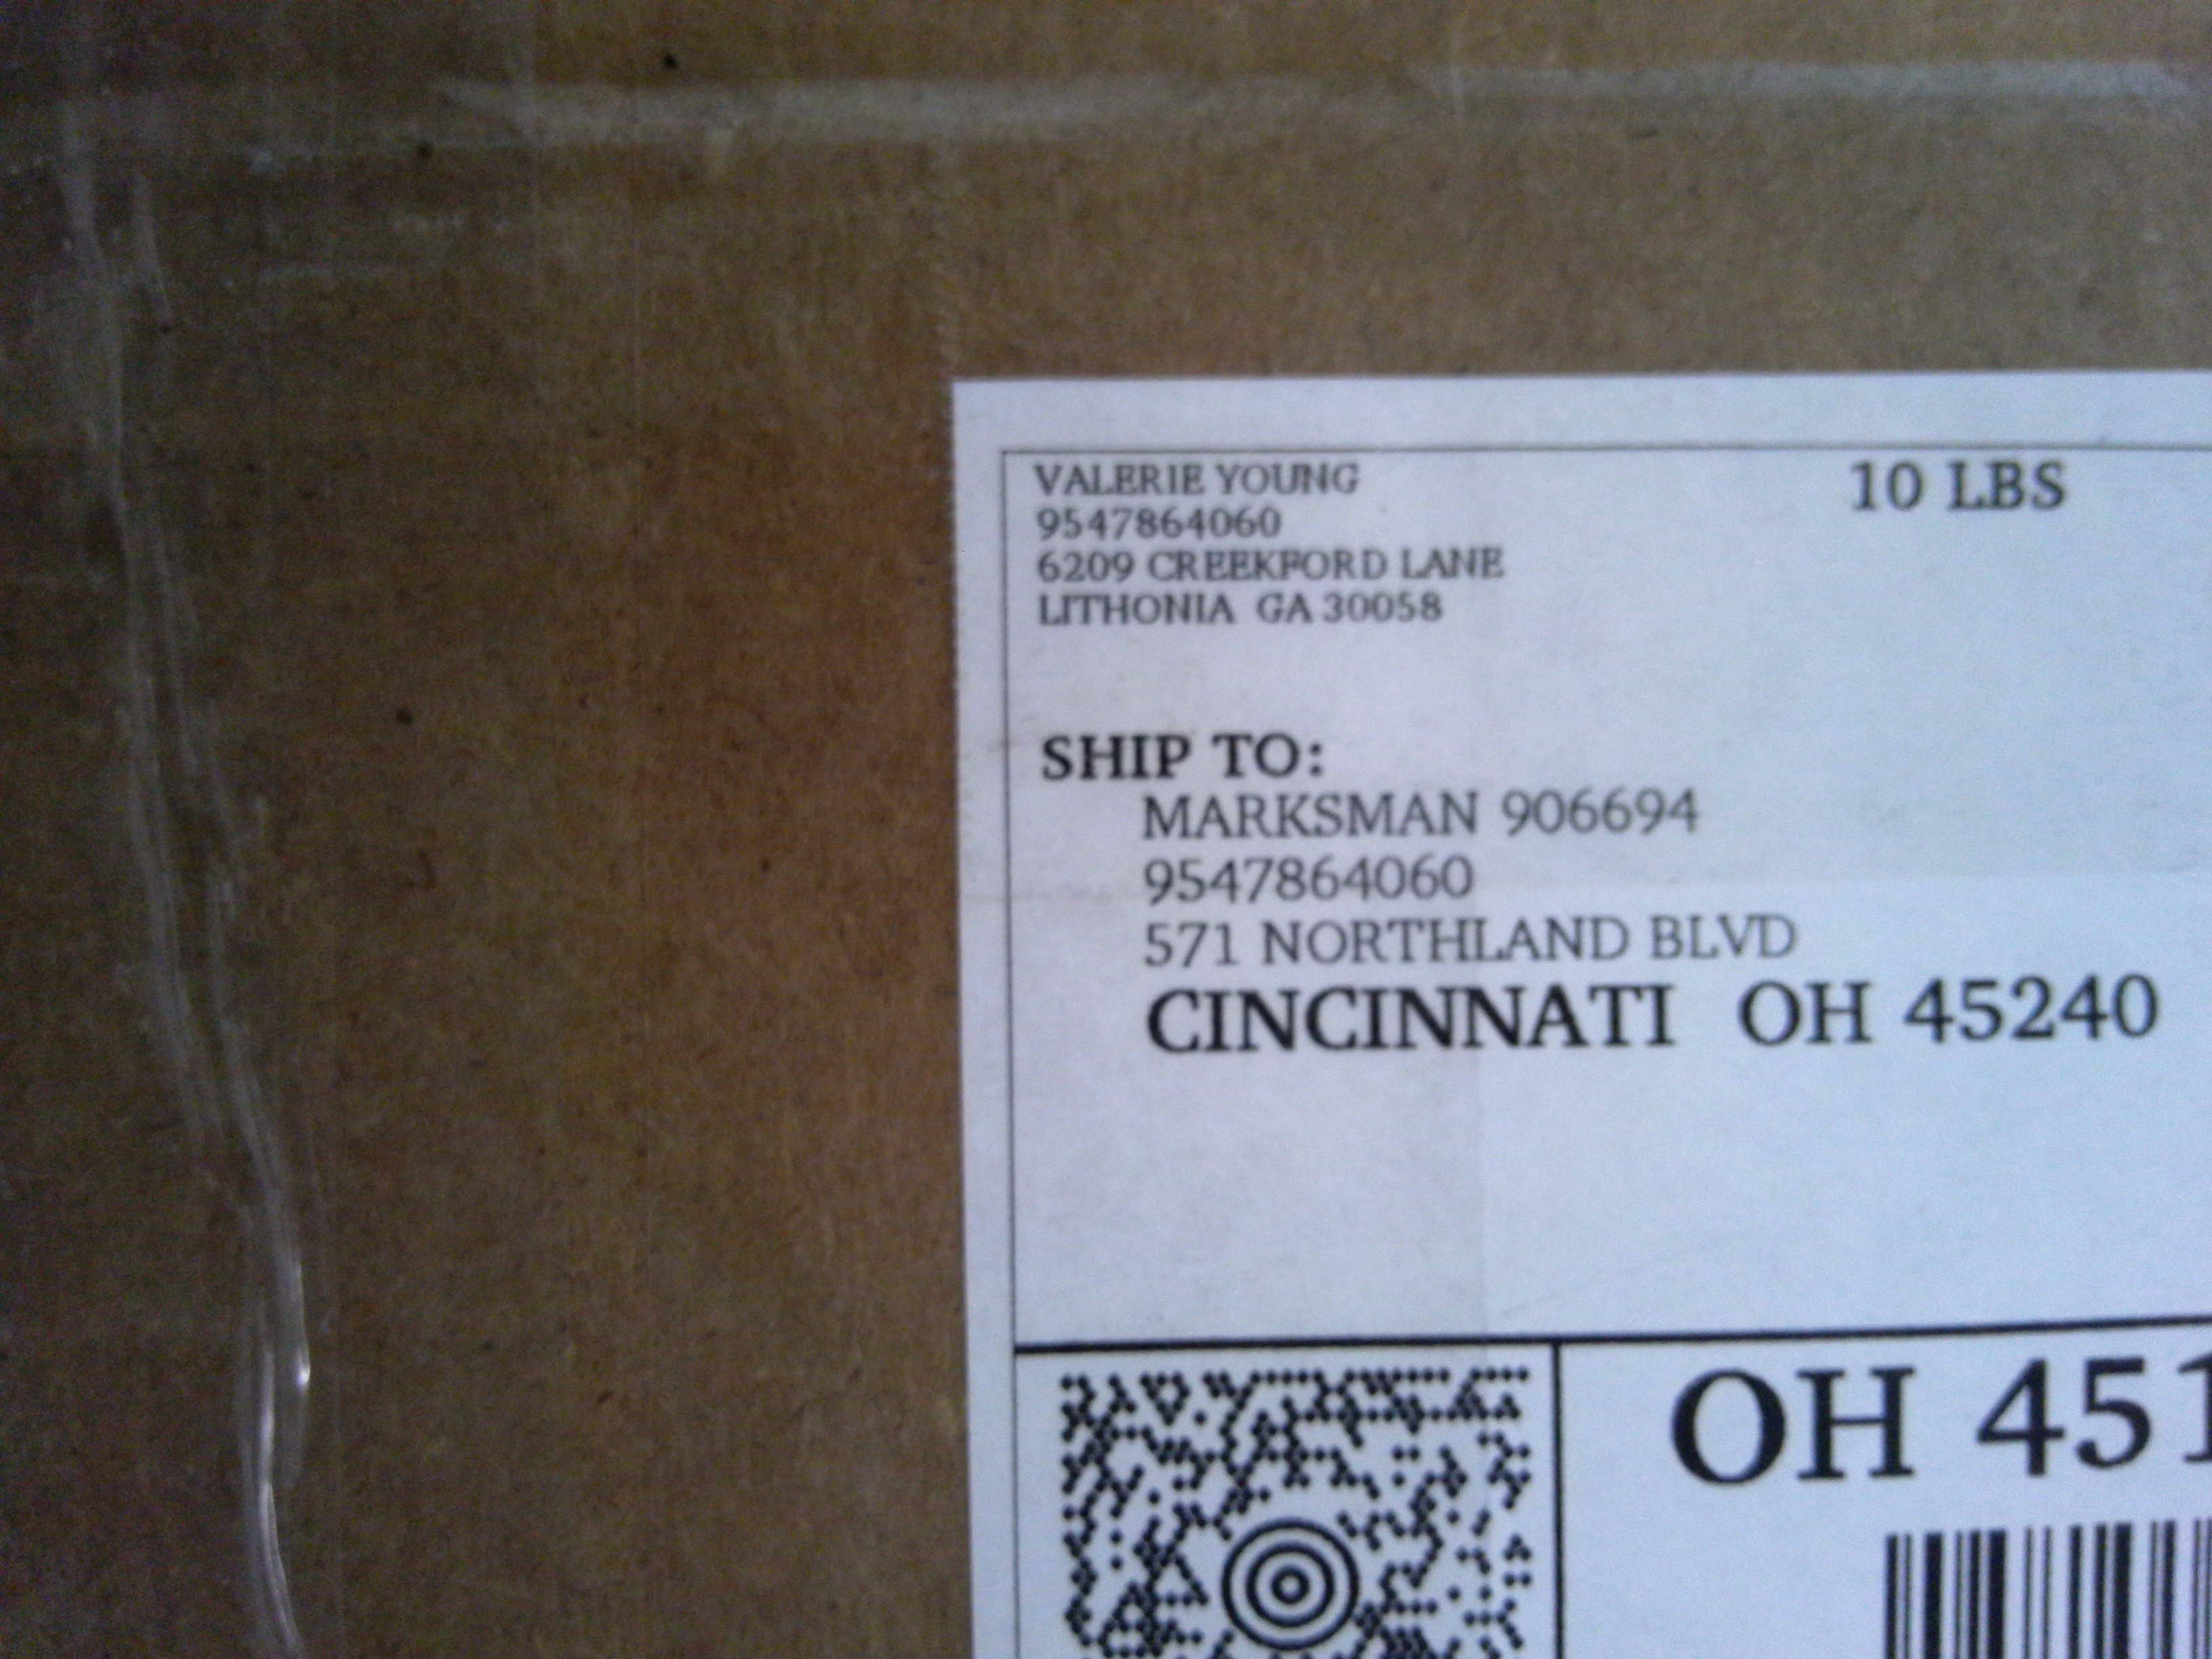 VALERIE YOUNG
9547864060
6209 CREEKFORD LANE
LITHONIA GA 30058
10 LBS
SHIP TO:
MARKSMAN 906694
9547864060
571 NORTHLAND BLVD
CINCINNATI OH 45240
OH 451